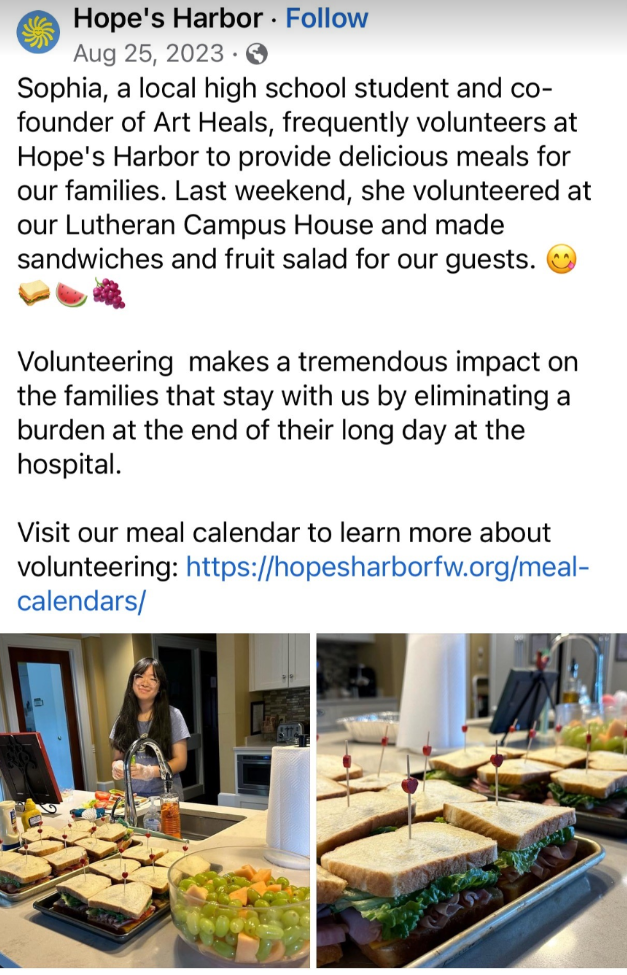 Hope's Harbor · Follow
Aug 25, 2023 ·
Sophia, a local high school student and co-
founder of Art Heals, frequently volunteers at
Hope's Harbor to provide delicious meals for
our families. Last weekend, she volunteered at
our Lutheran Campus House and made
sandwiches and fruit salad for our guests. 😋
🥪🍉🍇
Volunteering  makes a tremendous impact on
the families that stay with us by eliminating a
burden at the end of their long day at the
hospital.
Visit our meal calendar to learn more about
volunteering: https://hopesharborfw.org/meal-
calendars/